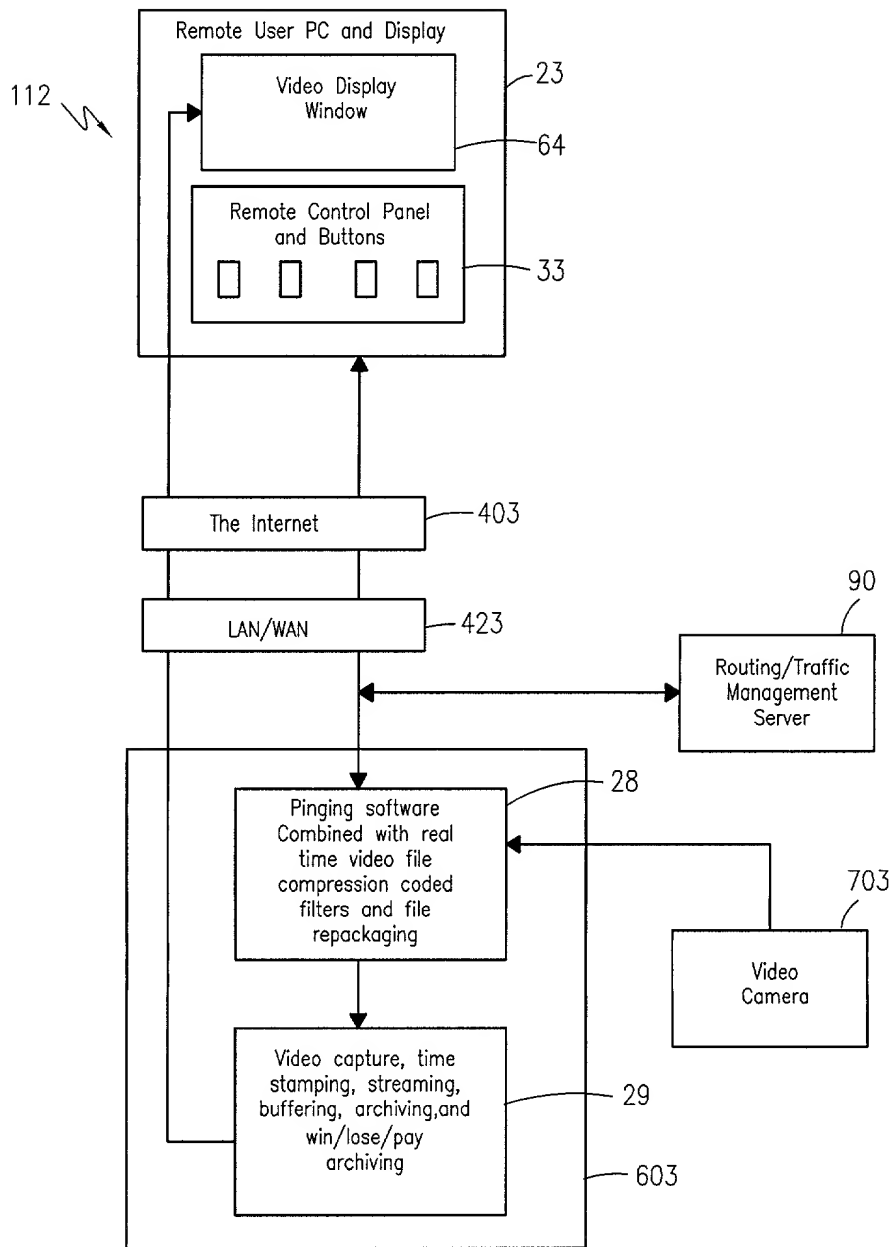 Remote User PC and Display
23
112
Video Display
Window
64
Remote Control Panel
and Buttons
33
The Internet
403
LAN/WAN
423
90
Routing/Traffic
Management
Server
28
Pinging software
Combined with real
time video file
compression coded
filters and file
repackaging
703
Video
Camera
Video capture, time
stamping, streaming,
buffering, archiving,and
win/lose/pay
archiving
29
603